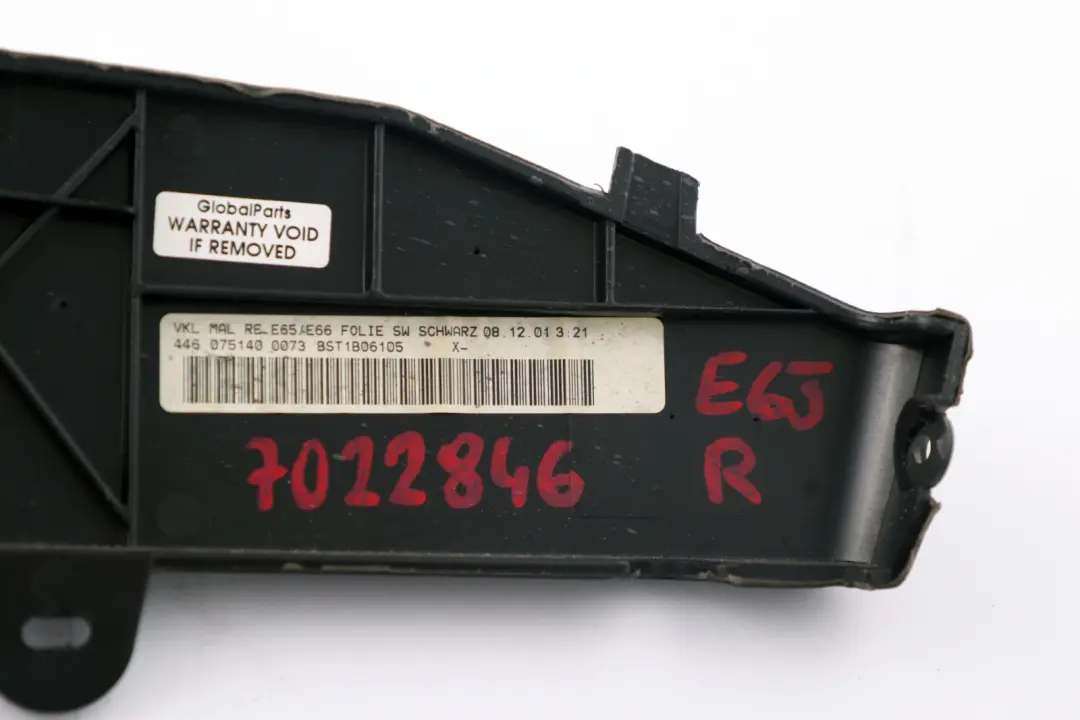 GlobalParts
WARRANTY VOID
IF REMOVED
VKL MAL RE E65/E66 FOLIE SW SCHWARZ 08.12.01 3:21
446 075140 0073 BST1B06105 X-
E65
7022846
R